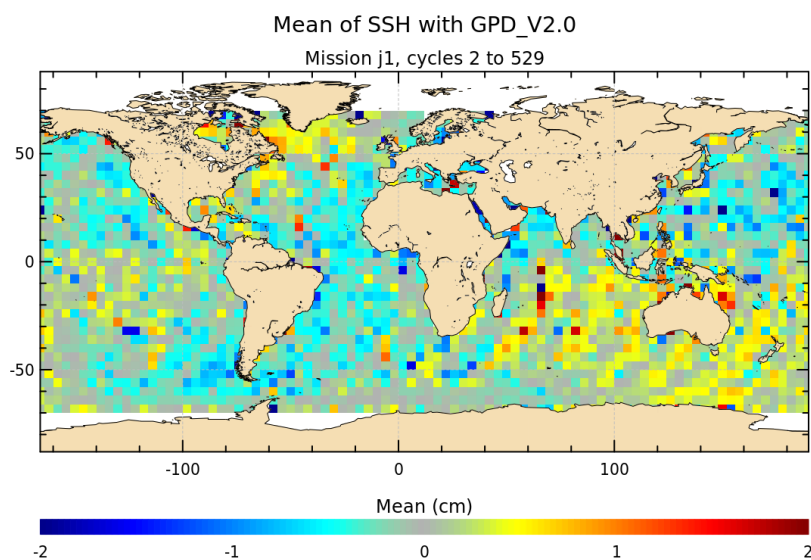 Mean of SSH with GPD_V2.0
Mission j1, cycles 2 to 529
50
0
-50
-100 0 100
Mean (cm)
-2 -1 0 1 2